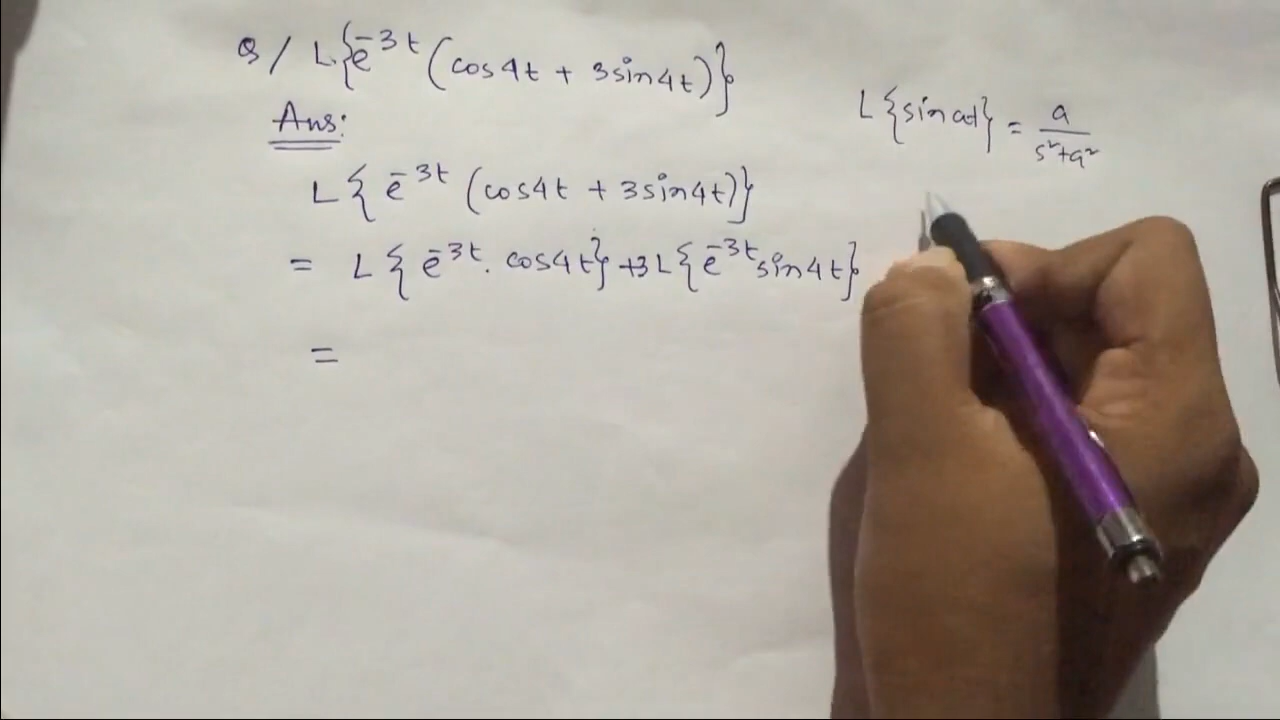 Q/ L{e^-3t (cos4t + 3sin4t)}
Ans:
L{sin at} = a/(s²+a²)
L{e^-3t (cos4t + 3sin4t)}
= L{e^-3t. cos4t} +3L{e^-3t sin4t}
=